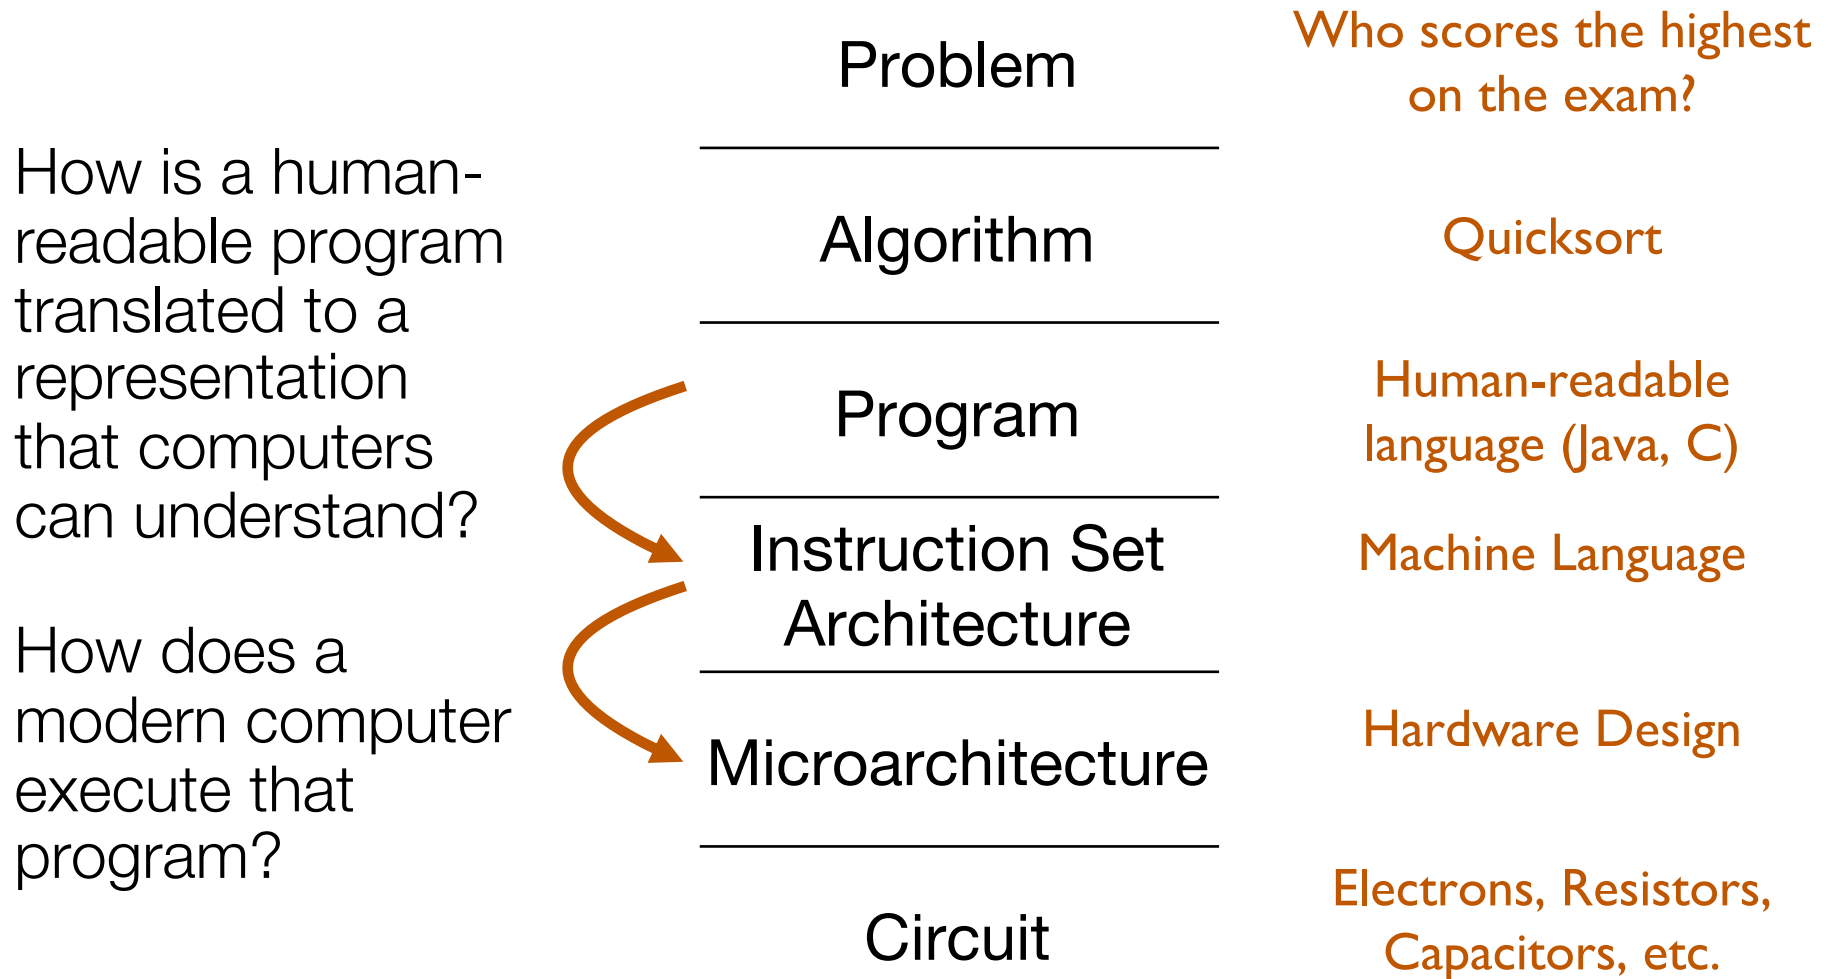 How is a human-
readable program
translated to a
representation
that computers
can understand?
How does a
modern computer
execute that
program?
Problem
Who scores the highest
on the exam?
Algorithm
Quicksort
Program
Human-readable
language (Java, C)
Instruction Set
Architecture
Machine Language
Microarchitecture
Hardware Design
Circuit
Electrons, Resistors,
Capacitors, etc.